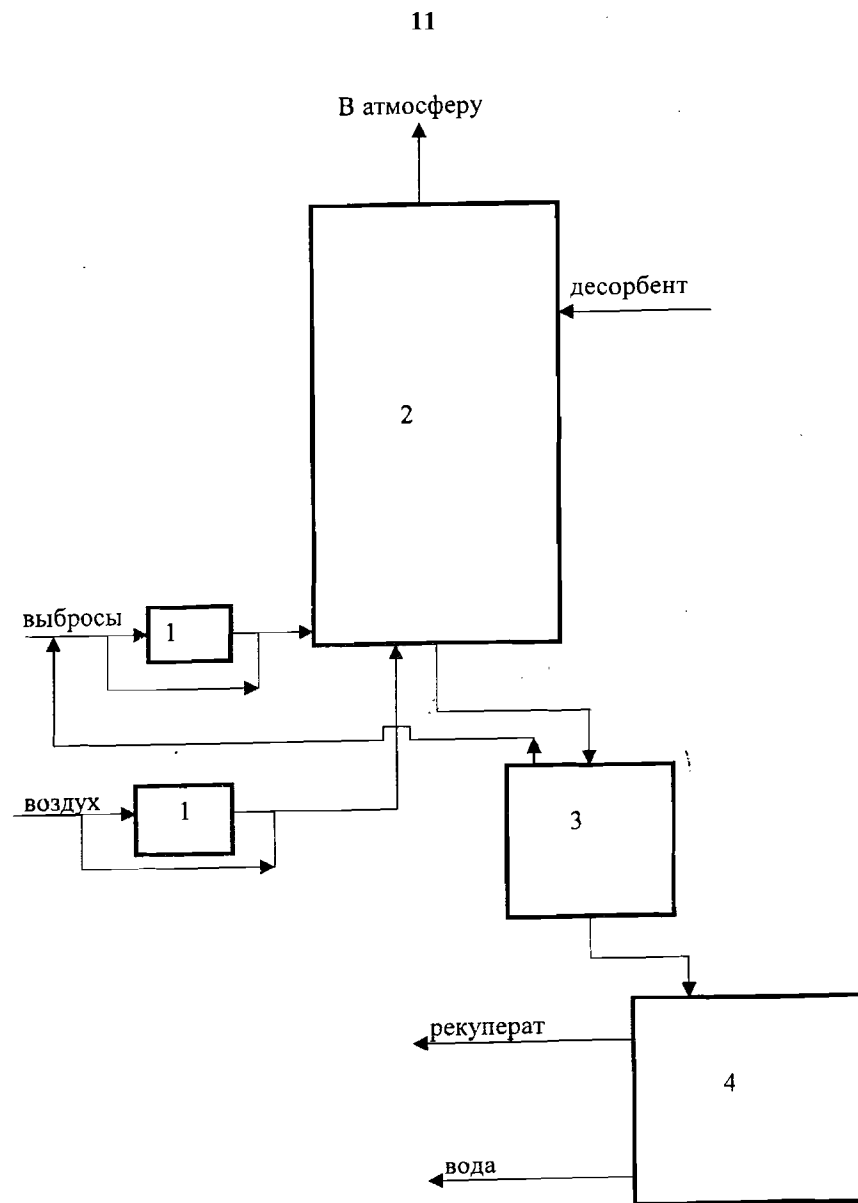 11
В атмосферу
десорбент
2
выбросы
1
воздух
1
3
рекуперат
4
вода